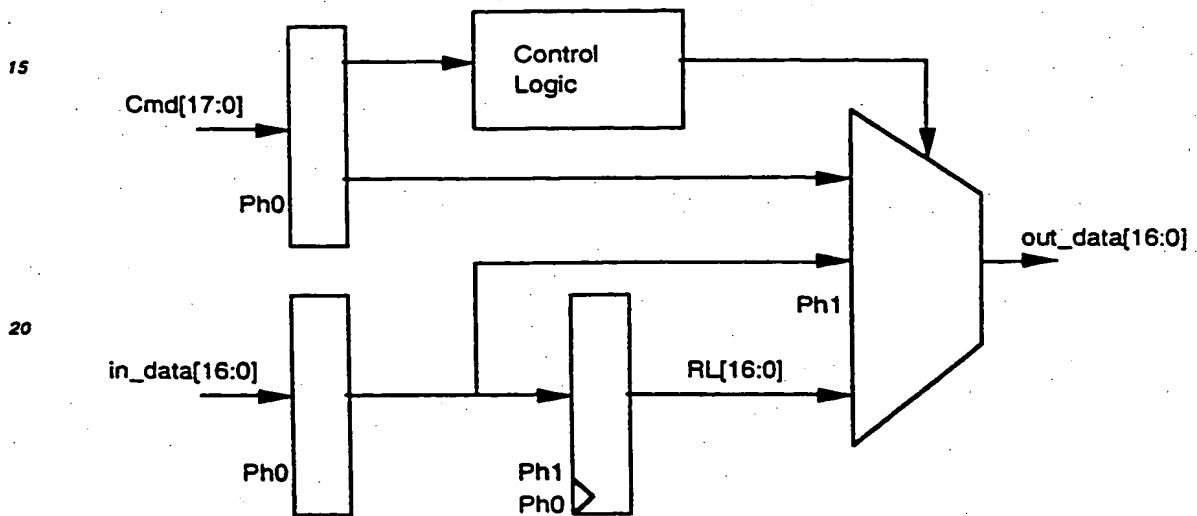 15
Control
Logic
Cmd[17:0]
Ph0
out_data[16:0]
Ph1
20
in_data[16:0]
RL[16:0]
Ph0
Ph1
Ph0